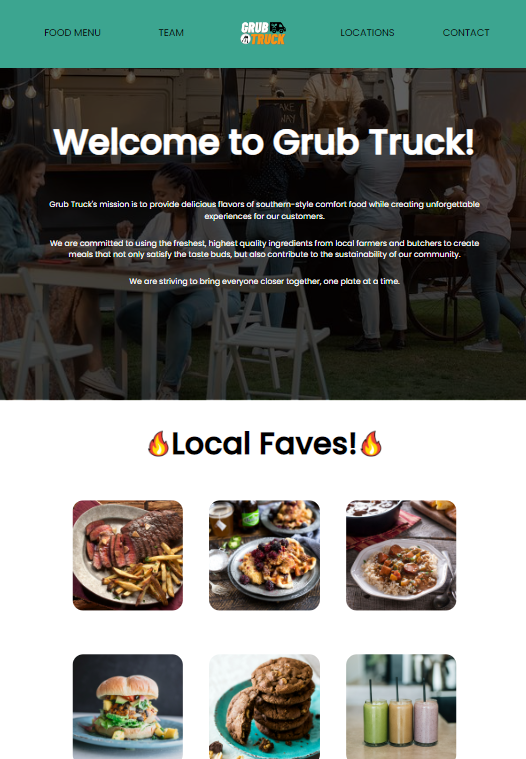 FOOD MENU
TEAM
GRUB
TRUCK
LOCATIONS
CONTACT
TAKE
WAY
Welcome to Grub Truck!
Grub Truck's mission is to provide delicious flavors of southern-style comfort food while creating unforgettable
experiences for our customers.
We are committed to using the freshest, highest quality ingredients from local farmers and butchers to create
meals that not only satisfy the taste buds, but also contribute to the sustainability of our community.
We are striving to bring everyone closer together, one plate at a time.
🔥Local Faves!🔥